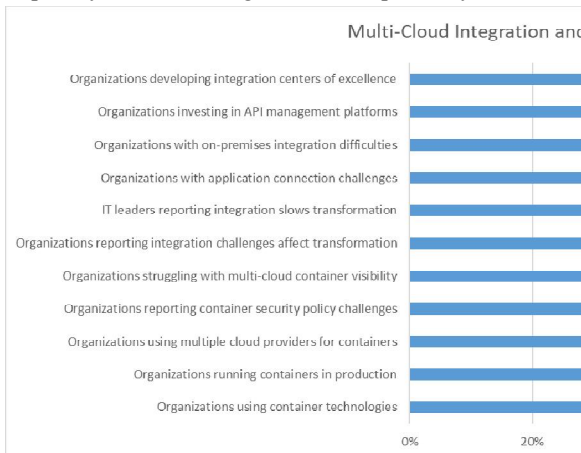 Multi-Cloud Integration and
Organizations developing integration centers of excellence
Organizations investing in API management platforms
Organizations with on-premises integration difficulties
Organizations with application connection challenges
IT leaders reporting integration slows transformation
Organizations reporting integration challenges affect transformation
Organizations struggling with multi-cloud container visibility
Organizations reporting container security policy challenges
Organizations using multiple cloud providers for containers
Organizations running containers in production
Organizations using container technologies
0% 20%